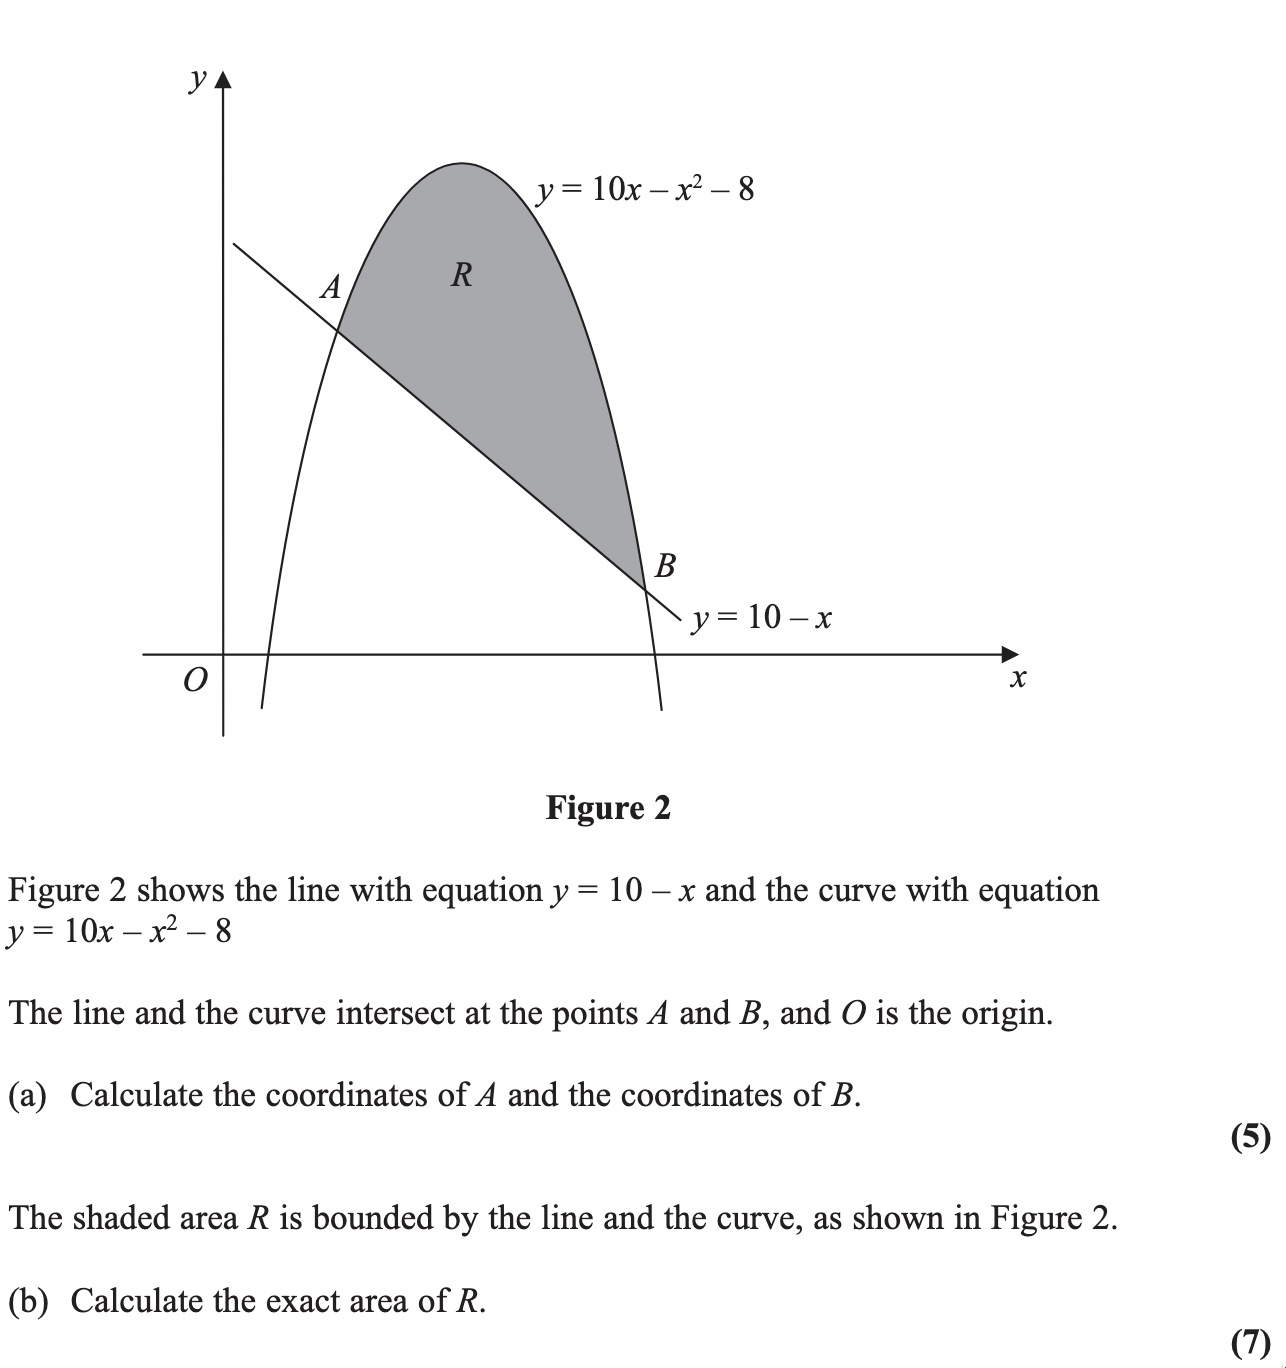 y
y = 10x – x² – 8
A
R
B
y = 10 – x
O
x
Figure 2
Figure 2 shows the line with equation y = 10 – x and the curve with equation
y = 10x – x² – 8
The line and the curve intersect at the points A and B, and O is the origin.
(a) Calculate the coordinates of A and the coordinates of B.
(5)
The shaded area R is bounded by the line and the curve, as shown in Figure 2.
(b) Calculate the exact area of R.
(7)